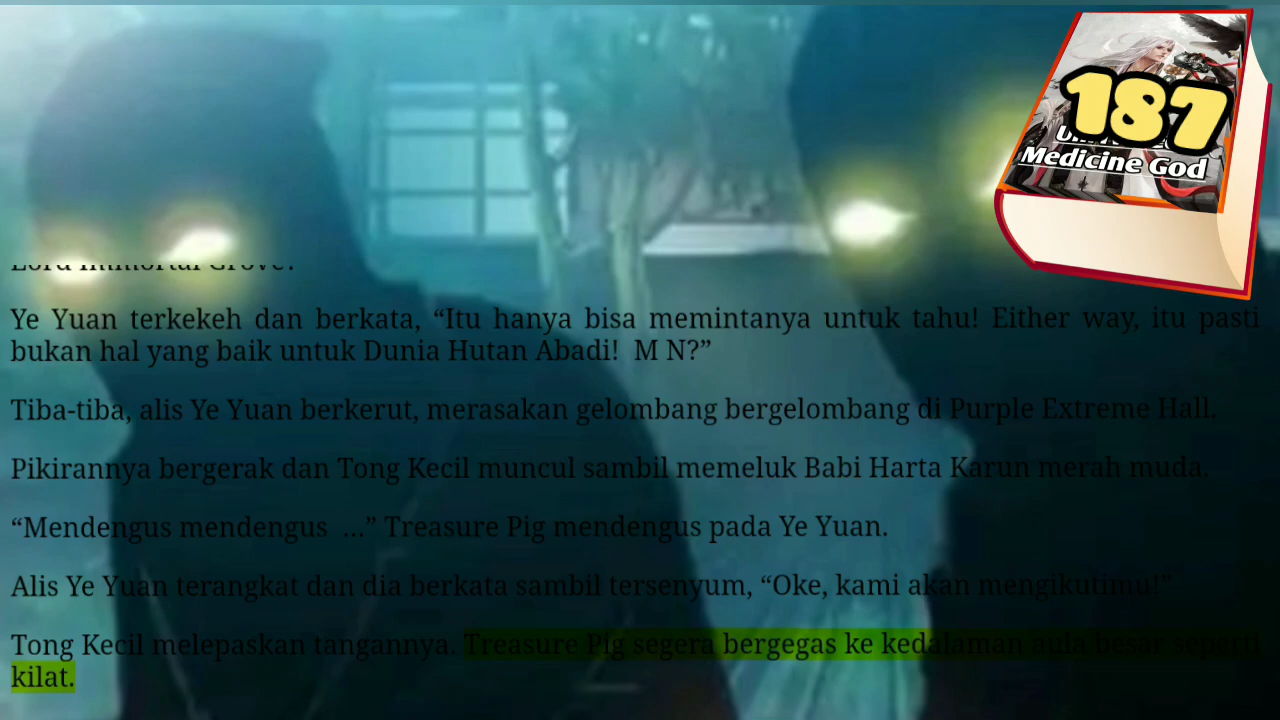 187
Medicine God
Lord Immortal Grove?
Ye Yuan terkekeh dan berkata, “Itu hanya bisa memintanya untuk tahu! Either way, itu pasti
bukan hal yang baik untuk Dunia Hutan Abadi!  M N?”
Tiba-tiba, alis Ye Yuan berkerut, merasakan gelombang bergelombang di Purple Extreme Hall.
Pikirannya bergerak dan Tong Kecil muncul sambil memeluk Babi Harta Karun merah muda.
“Mendengus mendengus  ...” Treasure Pig mendengus pada Ye Yuan.
Alis Ye Yuan terangkat dan dia berkata sambil tersenyum, “Oke, kami akan mengikutimu!”
Tong Kecil melepaskan tangannya. Treasure Pig segera bergegas ke kedalaman aula besar seperti
kilat.